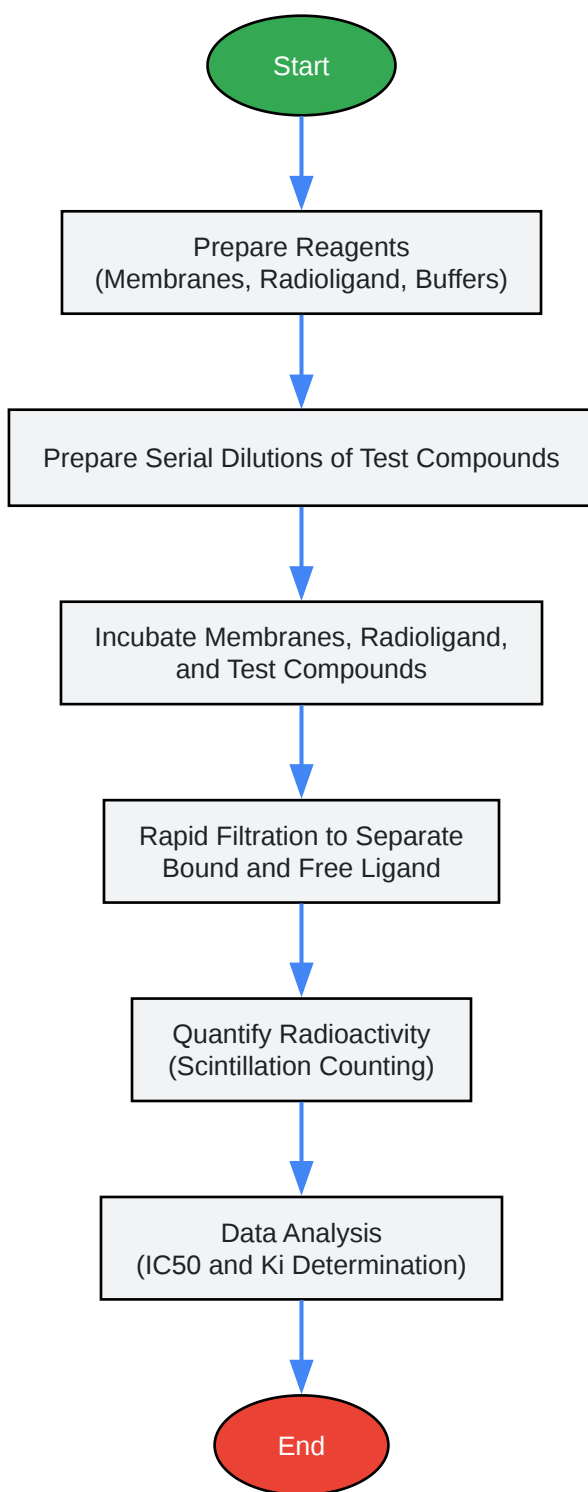 Start
Prepare Reagents
(Membranes, Radioligand, Buffers)
Prepare Serial Dilutions of Test Compounds
Incubate Membranes, Radioligand,
and Test Compounds
Rapid Filtration to Separate
Bound and Free Ligand
Quantify Radioactivity
(Scintillation Counting)
Data Analysis
(IC50 and Ki Determination)
End